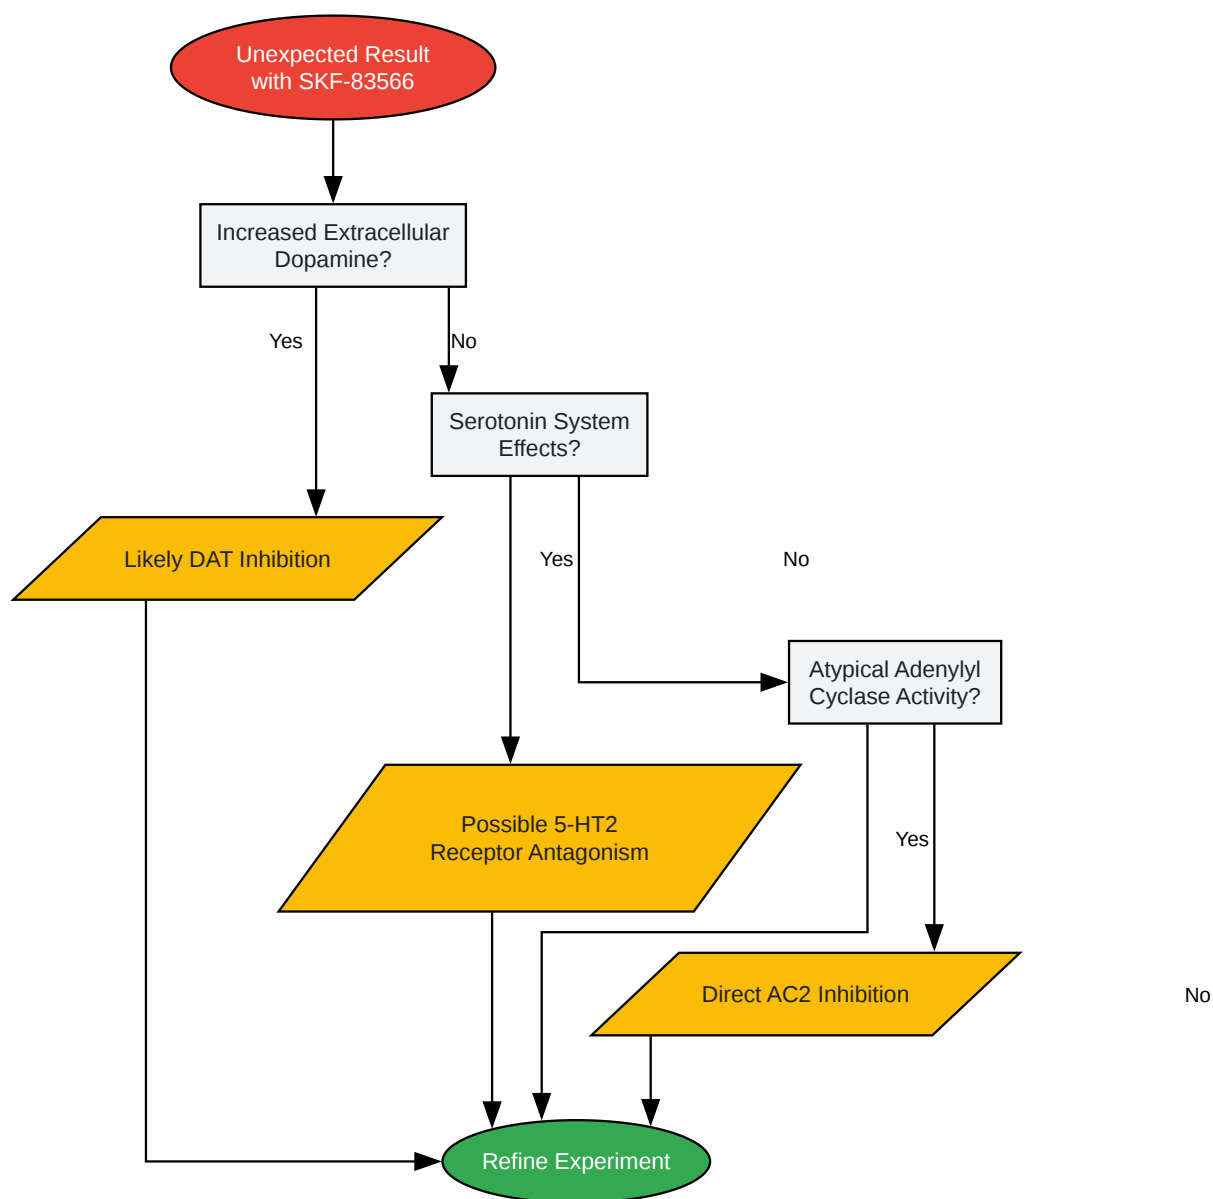 Unexpected Result
with SKF-83566
Increased Extracellular
Dopamine?
Yes
No
Serotonin System
Effects?
Likely DAT Inhibition
Yes
No
Atypical Adenylyl
Cyclase Activity?
Possible 5-HT2
Receptor Antagonism
Yes
Direct AC2 Inhibition
No
Refine Experiment